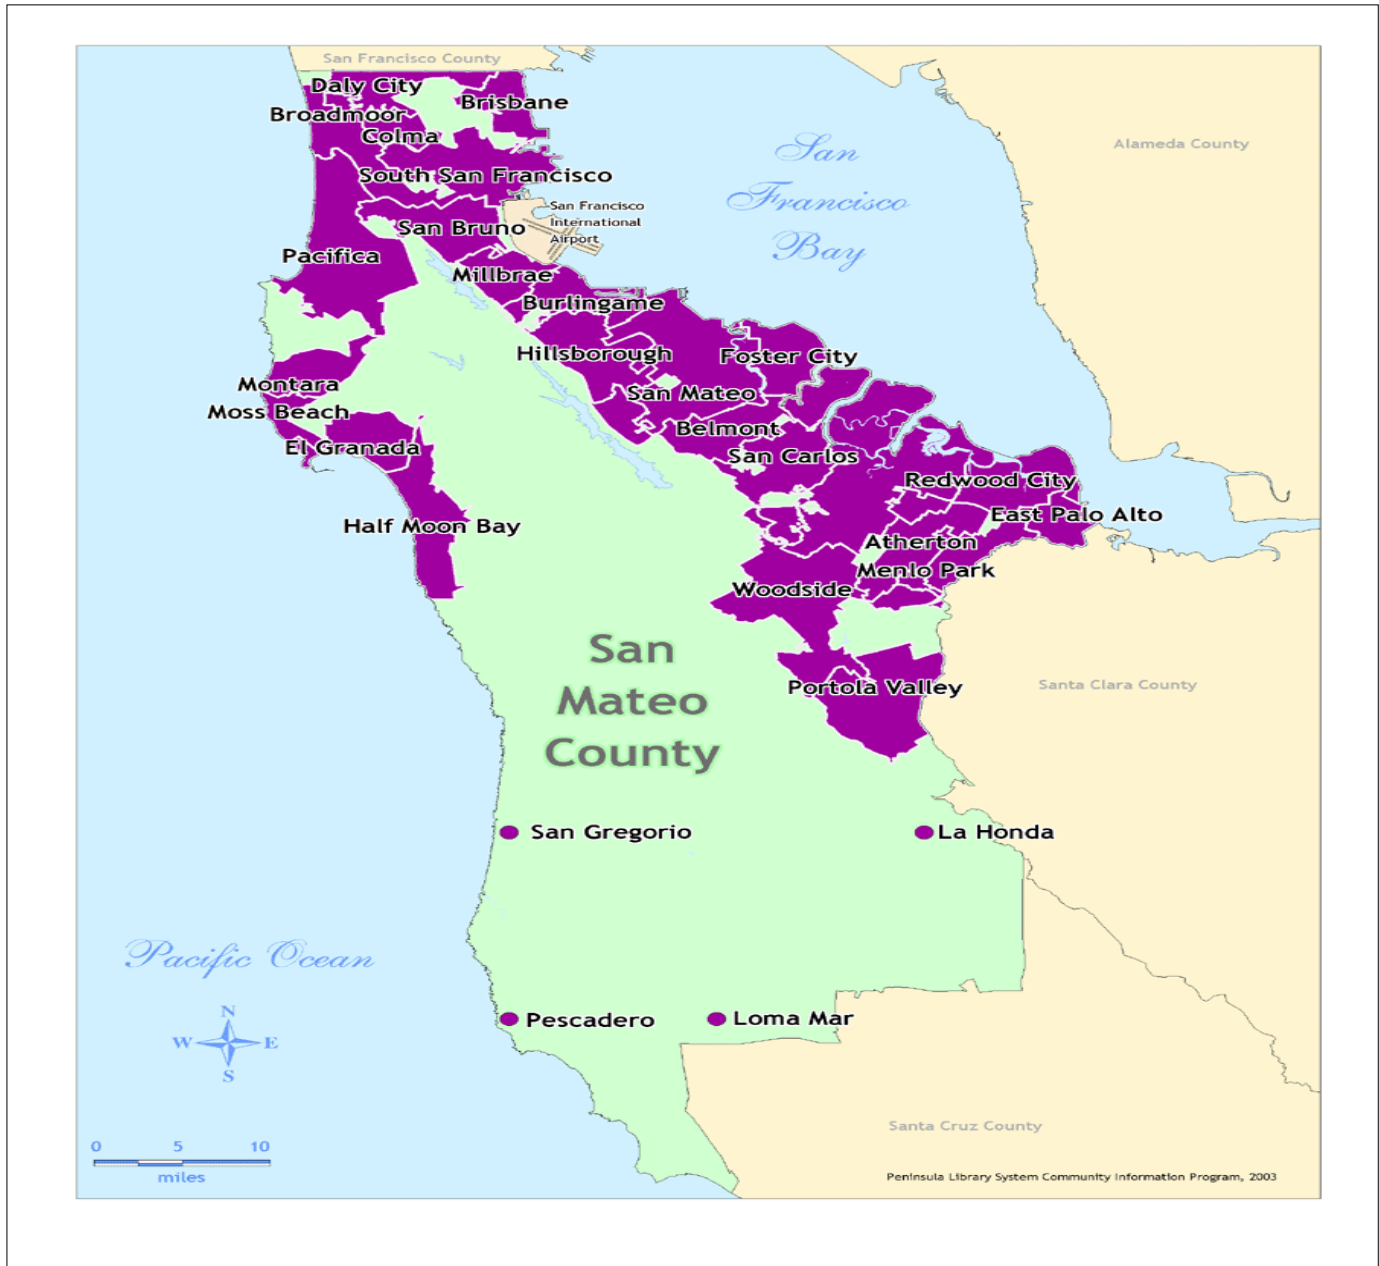 San Francisco County
Daly City
Brisbane
Broadmoor
Colma
Alameda County
San
Francisco
Bay
South San Francisco
San Francisco
International
Airport
San Bruno
Pacifica
Millbrae
Burlingame
Hillsborough
Foster City
Montara
San Mateo
Moss Beach
Belmont
El Granada
San Carlos
Redwood City
East Palo Alto
Half Moon Bay
Atherton
Menlo Park
Woodside
San
Mateo
County
Portola Valley
Santa Clara County
San Gregorio
La Honda
Pacific Ocean
N
W E
S
Pescadero
Loma Mar
Santa Cruz County
0 5 10
miles
Peninsula Library System Community Information Program, 2003